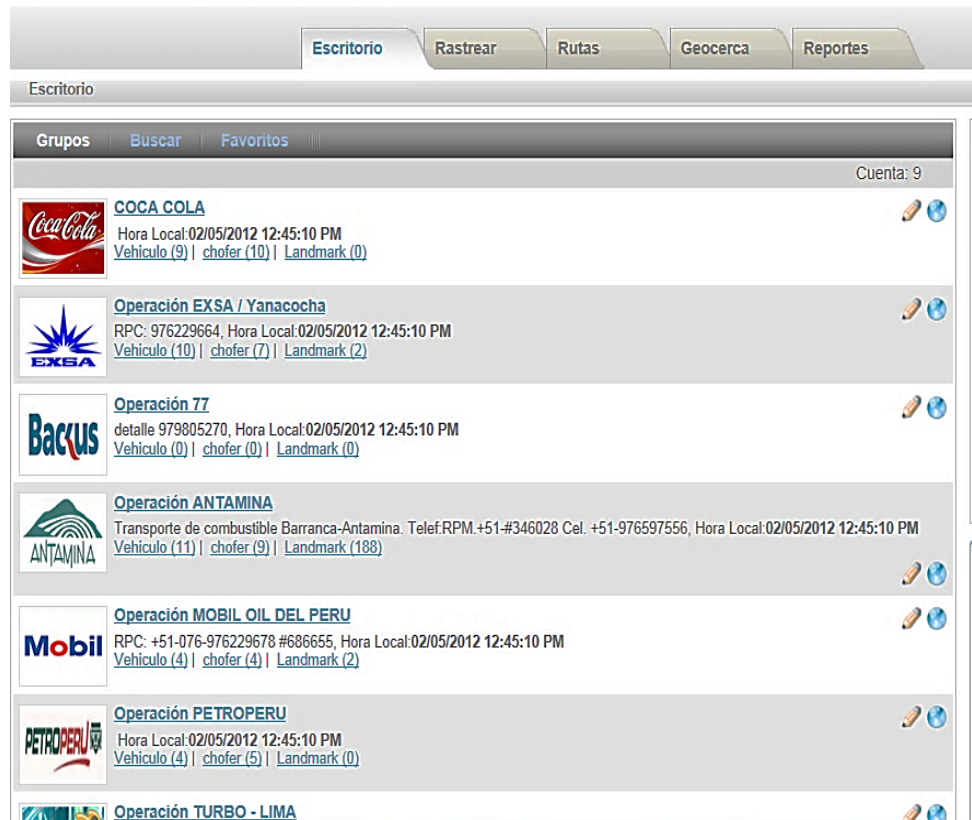 Escritorio Rastrear Rutas Geocerca Reportes
Escritorio
Grupos Buscar Favoritos
Cuenta: 9
Coca-Cola
COCA COLA
Hora Local:02/05/2012 12:45:10 PM
Vehiculo (9) | chofer (10) | Landmark (0)
EXSA
Operación EXSA / Yanacocha
RPC: 976229664, Hora Local:02/05/2012 12:45:10 PM
Vehiculo (10) | chofer (7) | Landmark (2)
Backus
Operación 77
detalle 979805270, Hora Local:02/05/2012 12:45:10 PM
Vehiculo (0) | chofer (0) | Landmark (0)
ANTAMINA
Operación ANTAMINA
Transporte de combustible Barranca-Antamina. Telef:RPM.+51-#346028 Cel. +51-976597556, Hora Local:02/05/2012 12:45:10 PM
Vehiculo (11) | chofer (9) | Landmark (188)
Mobil
Operación MOBIL OIL DEL PERU
RPC: +51-076-976229678 #686655, Hora Local:02/05/2012 12:45:10 PM
Vehiculo (4) | chofer (4) | Landmark (2)
PETROPERU
Operación PETROPERU
Hora Local:02/05/2012 12:45:10 PM
Vehiculo (4) | chofer (5) | Landmark (0)
Operación TURBO - LIMA